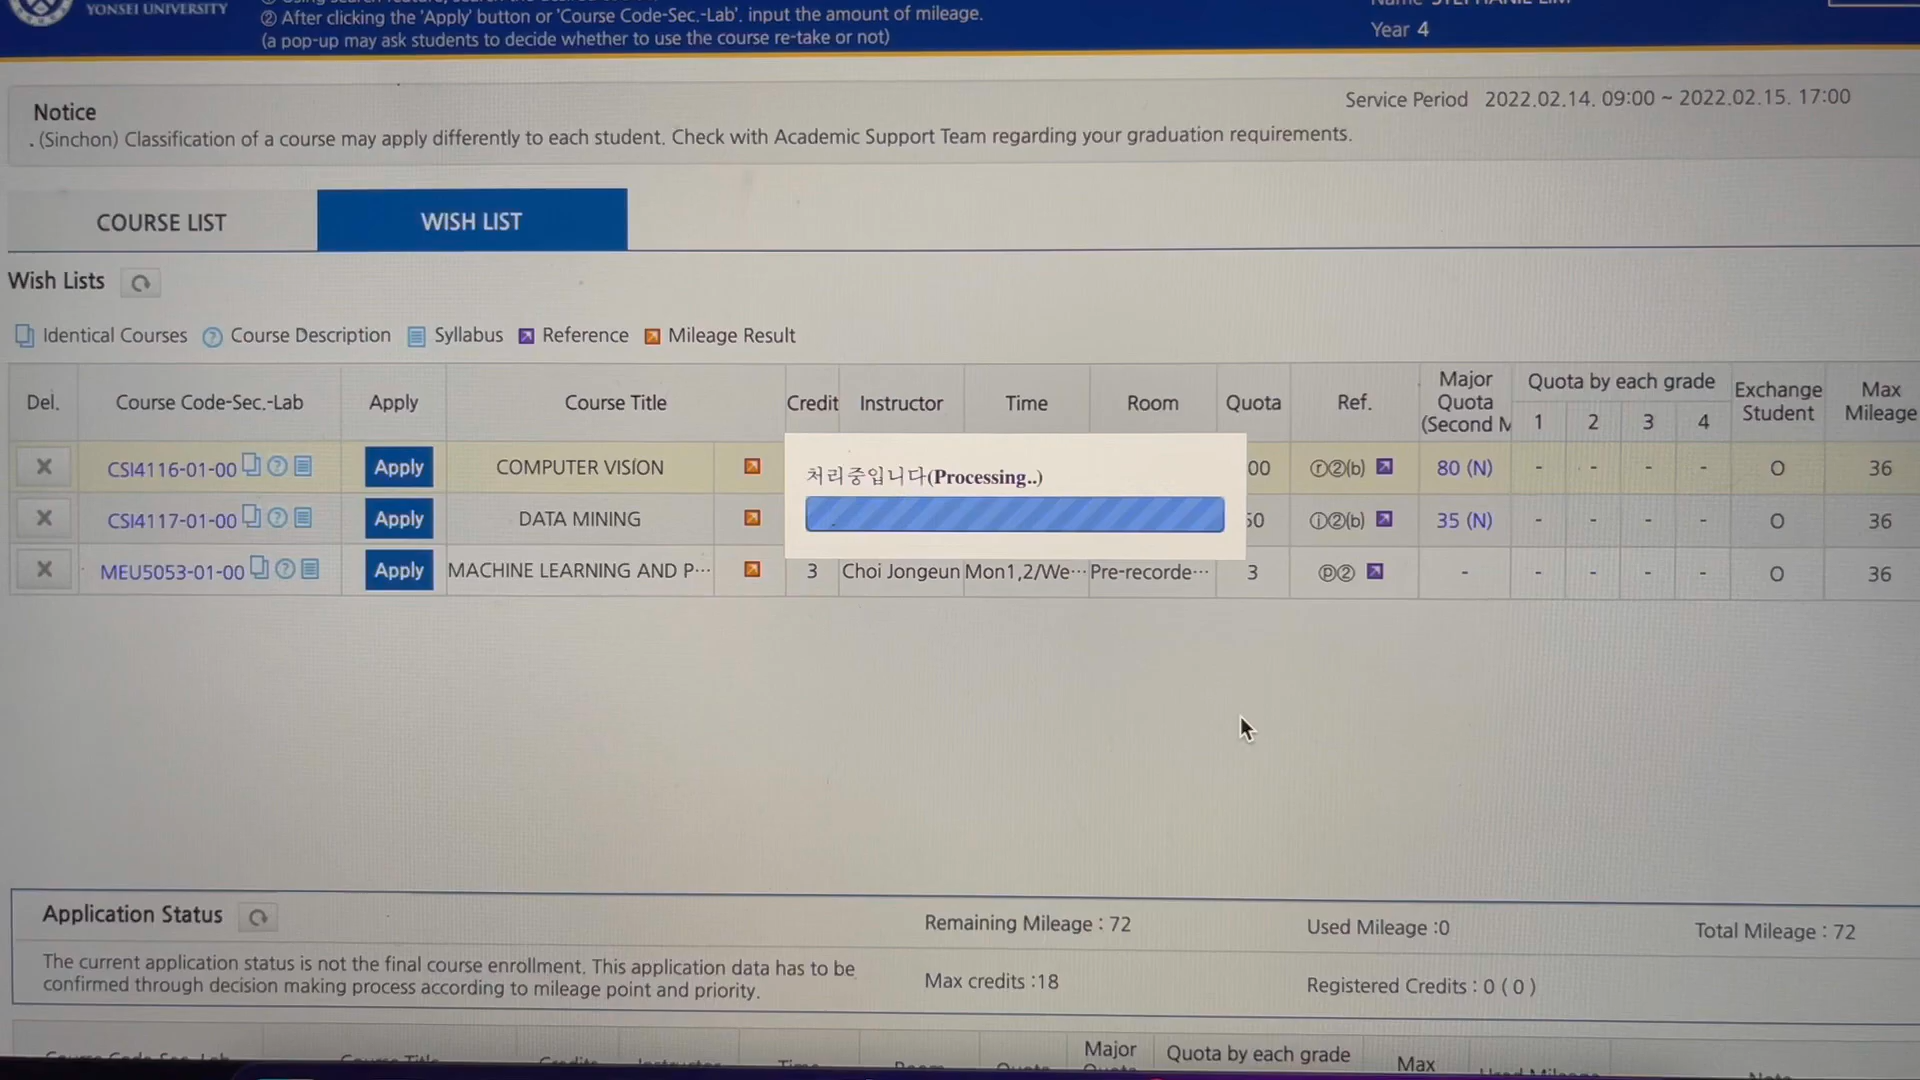 YONSEI UNIVERSITY
② After clicking the 'Apply' button or 'Course Code-Sec.-Lab'. input the amount of mileage.
(a pop-up may ask students to decide whether to use the course re-take or not)
Year 4
Notice
Service Period 2022.02.14. 09:00 ~ 2022.02.15. 17:00
. (Sinchon) Classification of a course may apply differently to each student. Check with Academic Support Team regarding your graduation requirements.
COURSE LIST WISH LIST
Wish Lists
Identical Courses Course Description Syllabus Reference Mileage Result
Del. Course Code-Sec.-Lab Apply Course Title Credit Instructor Time Room Quota Ref. Major Quota (Second M Quota by each grade 1 2 3 4 Exchange Student Max Mileage
X CSI4116-01-00 Apply COMPUTER VISION 00 ⓡ②(b) 80 (N) - - - - O 36
처리중입니다(Processing..)
X CSI4117-01-00 Apply DATA MINING 50 ⓘ②(b) 35 (N) - - - - O 36
X MEU5053-01-00 Apply MACHINE LEARNING AND P··· 3 Choi Jongeun Mon1,2/We··· Pre-recorde··· 3 ⓟ② - - - - - O 36
Application Status
Remaining Mileage : 72 Used Mileage :0 Total Mileage : 72
The current application status is not the final course enrollment. This application data has to be
confirmed through decision making process according to mileage point and priority.
Max credits :18 Registered Credits : 0 ( 0 )
Major Quota by each grade Max